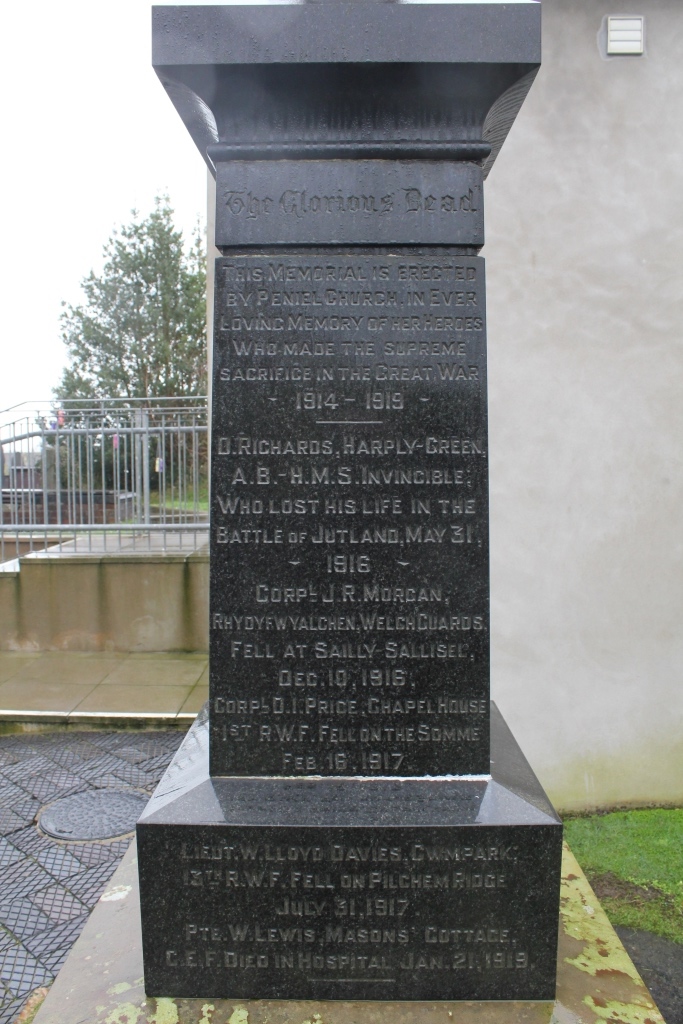 The Glorious Dead
THIS MEMORIAL IS ERECTED
BY PENIEL CHURCH, IN EVER
LOVING MEMORY OF HER HEROES
WHO MADE THE SUPREME
SACRIFICE IN THE GREAT WAR
- 1914 - 1919 -
D. RICHARDS, HARPLY-GREEN,
A.B. - H.M.S. INVINCIBLE;
WHO LOST HIS LIFE IN THE
BATTLE OF JUTLAND, MAY 31,
- 1916 -
CORPL J.R. MORGAN,
RHYDYFWYALCHEN, WELCH GUARDS,
FELL AT SAILLY-SALLISEL,
DEC. 10, 1916.
CORPL D.I. PRICE, CHAPEL HOUSE
1ST R.W.F. FELL ON THE SOMME
FEB. 16, 1917.
LIEUT. W. LLOYD DAVIES, CWMPARK,
13TH R.W.F. FELL ON PILCHEM RIDGE
JULY 31, 1917.
PTE. W. LEWIS, MASONS' COTTAGE,
C.E.F. DIED IN HOSPITAL JAN. 21, 1919.